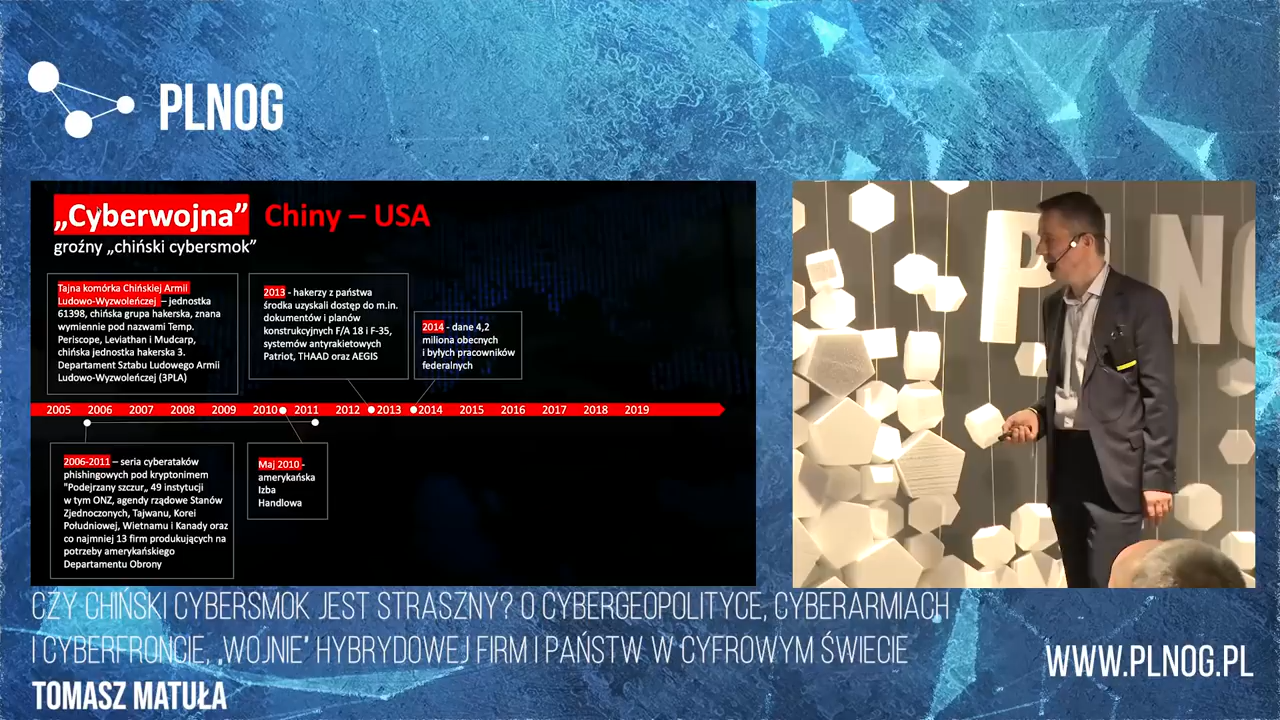 PLNOG
„Cyberwojna” Chiny – USA
groźny „chiński cybersmok”
Tajna komórka Chińskiej Armii
Ludowo-Wyzwoleńczej – jednostka
61398, chińska grupa hakerska, znana
wymiennie pod nazwami Temp.
Periscope, Leviathan i Mudcarp,
chińska jednostka hakerska 3.
Departament Sztabu Ludowego Armii
Ludowo-Wyzwoleńczej (3PLA)
2013 - hakerzy z państwa
środka uzyskali dostęp do m.in.
dokumentów i planów
konstrukcyjnych F/A 18 i F-35,
systemów antyrakietowych
Patriot, THAAD oraz AEGIS
2014 - dane 4,2
miliona obecnych
i byłych pracowników
federalnych
2005 2006 2007 2008 2009 2010 2011 2012 2013 2014 2015 2016 2017 2018 2019
2006-2011 – seria cyberataków
phishingowych pod kryptonimem
"Podejrzany szczur„ 49 instytucji
w tym ONZ, agendy rządowe Stanów
Zjednoczonych, Tajwanu, Korei
Południowej, Wietnamu i Kanady oraz
co najmniej 13 firm produkujących na
potrzeby amerykańskiego
Departamentu Obrony
Maj 2010 -
amerykańska
Izba
Handlowa
P NO
CZY CHIŃSKI CYBERSMOK JEST STRASZNY? O CYBERGEOPOLITYCE, CYBERARMIACH
I CYBERFRONCIE, „WOJNIE” HYBRYDOWEJ FIRM I PAŃSTW W CYFROWYM ŚWIECIE
TOMASZ MATUŁA
WWW.PLNOG.PL